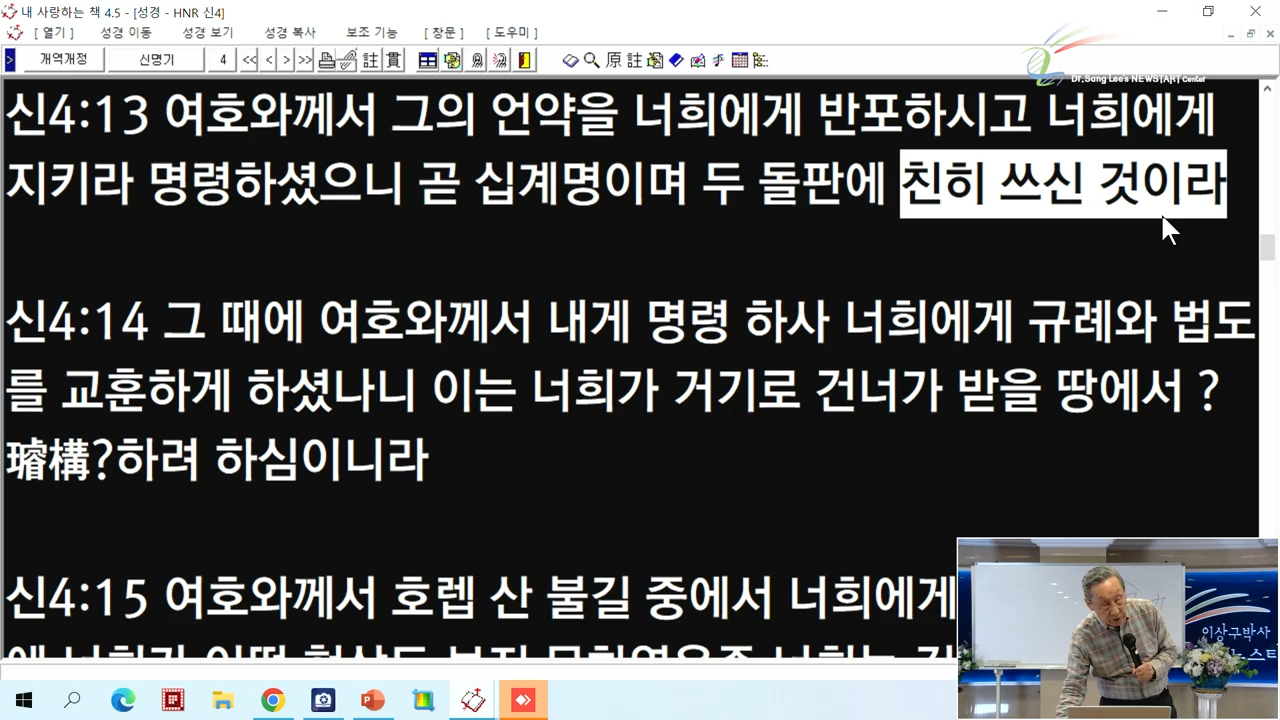 내 사랑하는 책 4.5 - [성경 - HNR 신4]
[ 열기 ] 성경 이동 성경 보기 성경 복사 보조 기능 [ 창문 ] [ 도우미 ]
> 개역개정 신명기 4 << < > >> 註 貫 原 註
Dr.Sang Lee's NEWSTART Center
신4:13 여호와께서 그의 언약을 너희에게 반포하시고 너희에게
지키라 명령하셨으니 곧 십계명이며 두 돌판에 친히 쓰신 것이라
신4:14 그 때에 여호와께서 내게 명령 하사 너희에게 규례와 법도
를 교훈하게 하셨나니 이는 너희가 거기로 건너가 받을 땅에서 ?
璿構?하려 하심이니라
신4:15 여호와께서 호렙 산 불길 중에서 너희에게
이상구박사